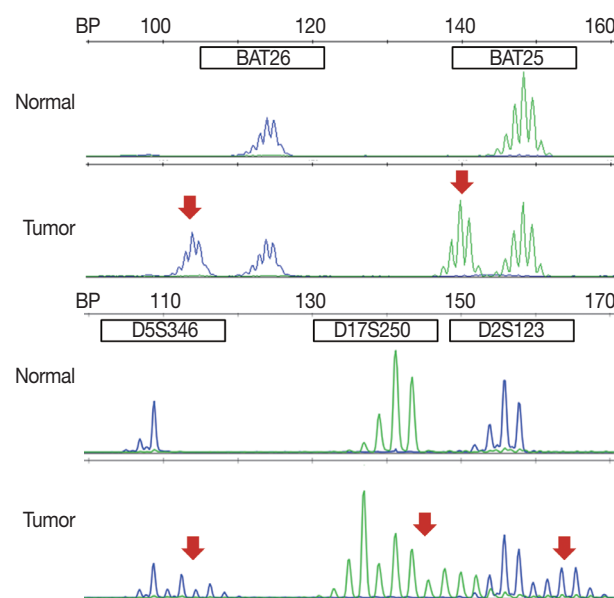 BP 100 120 140 160
BAT26 BAT25
Normal
Tumor
BP 110 130 150 170
D5S346 D17S250 D2S123
Normal
Tumor